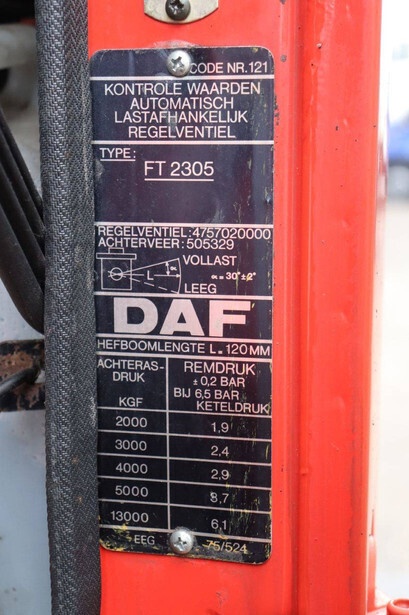 CODE NR.121
KONTROLE WAARDEN
AUTOMATISCH
LASTAFHANKELIJK
REGELVENTIEL
TYPE: FT 2305
REGELVENTIEL:4757020000
ACHTERVEER:505329
VOLLAST
α
L
α = 30°±2°
LEEG
DAF
HEFBOOMLENGTE L = 120MM
ACHTERAS-
DRUK
KGF
REMDRUK
± 0,2 BAR
BIJ 6,5 BAR
KETELDRUK
2000 1,9
3000 2,4
4000 2,9
5000 3,7
13000 6,1
EEG 75/524